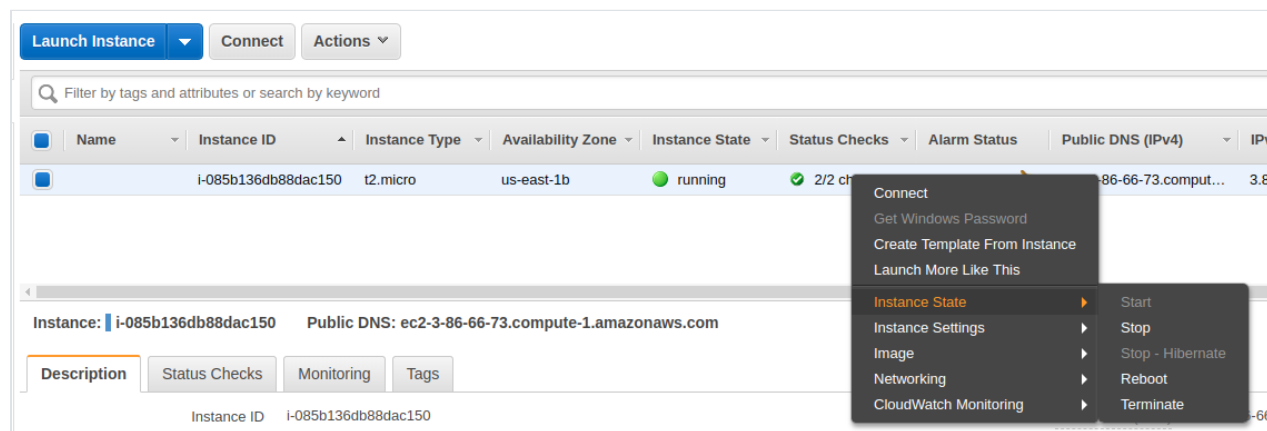 Launch Instance Connect Actions
Filter by tags and attributes or search by keyword
Name Instance ID Instance Type Availability Zone Instance State Status Checks Alarm Status Public DNS (IPv4)
i-085b136db88dac150 t2.micro us-east-1b running 2/2 -86-66-73.comput...
Connect
Get Windows Password
Create Template From Instance
Launch More Like This
Instance State
Instance Settings
Image
Networking
CloudWatch Monitoring
Start
Stop
Stop - Hibernate
Reboot
Terminate
Instance: i-085b136db88dac150 Public DNS: ec2-3-86-66-73.compute-1.amazonaws.com
Description Status Checks Monitoring Tags
Instance ID i-085b136db88dac150